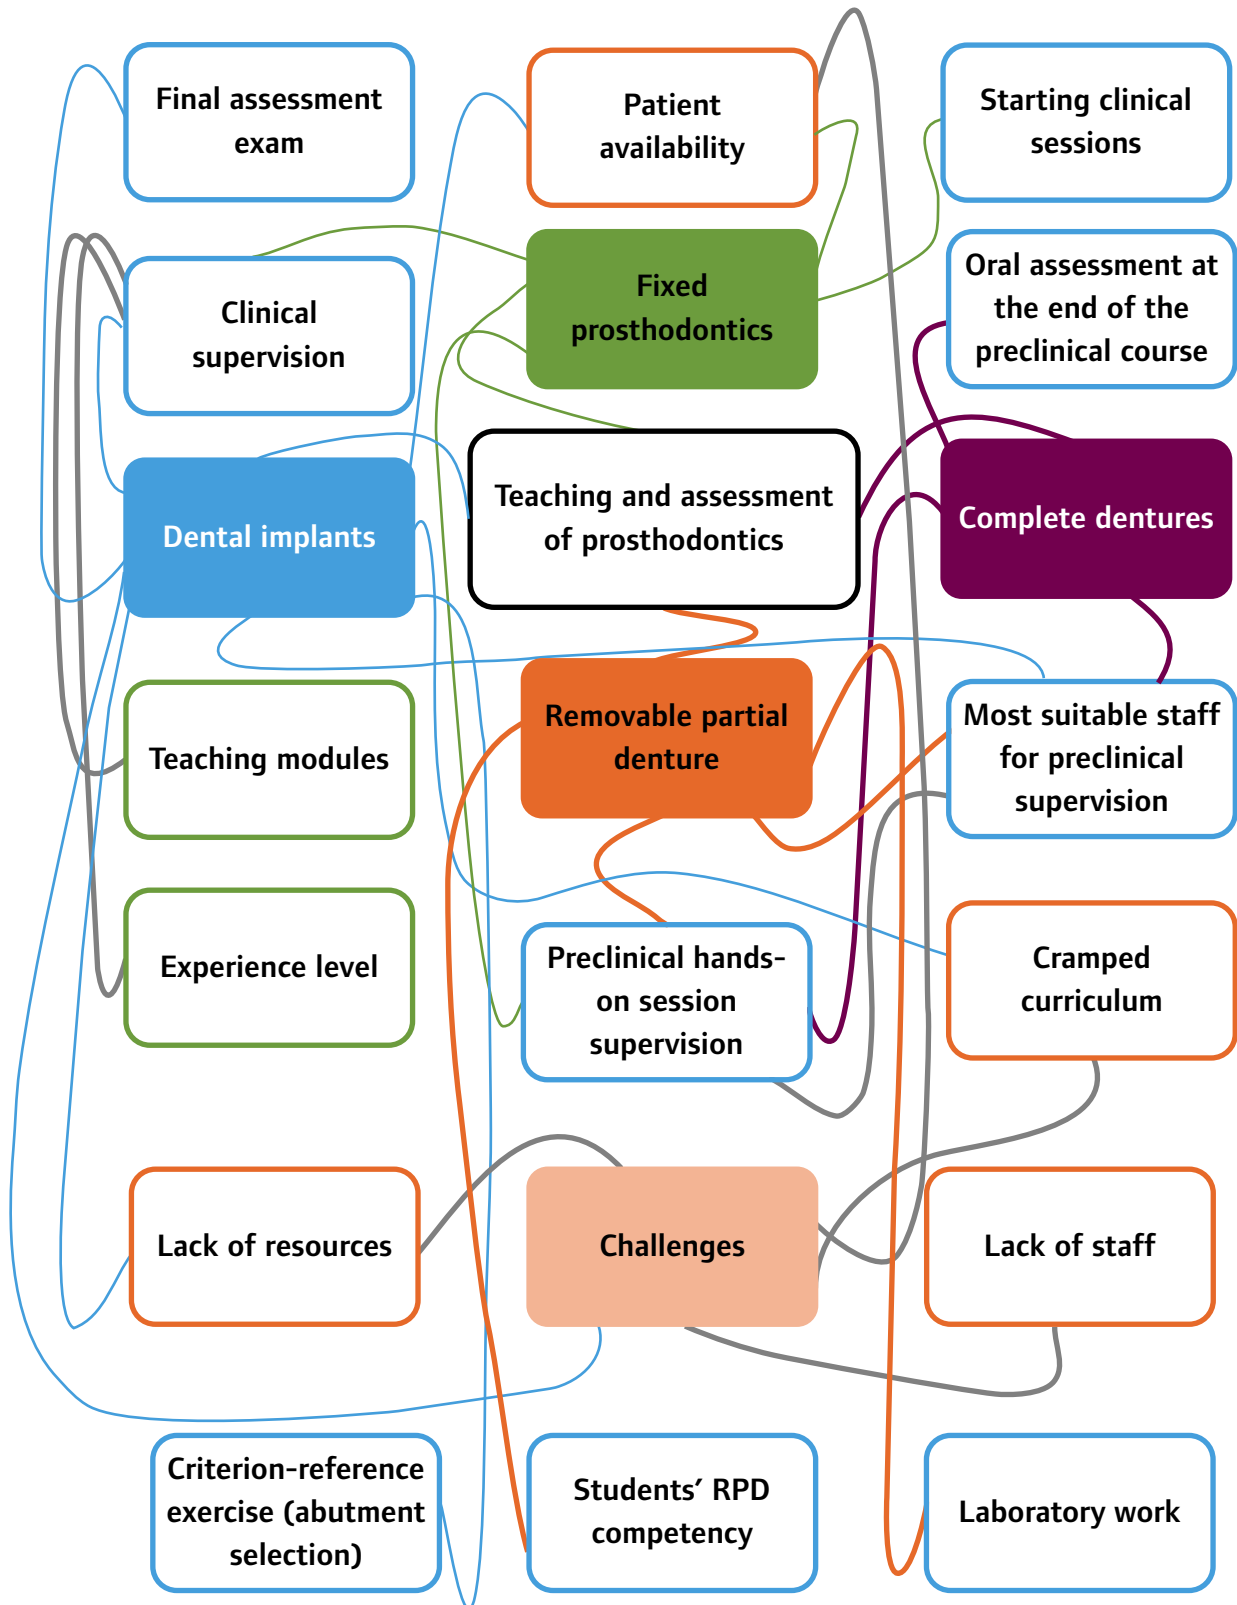 Final assessment
exam
Patient
availability
Starting clinical
sessions
Clinical
supervision
Fixed
prosthodontics
Oral assessment at
the end of the
preclinical course
Dental implants
Teaching and assessment
of prosthodontics
Complete dentures
Teaching modules
Removable partial
denture
Most suitable staff
for preclinical
supervision
Experience level
Preclinical hands-
on session
supervision
Cramped
curriculum
Lack of resources
Challenges
Lack of staff
Criterion-reference
exercise (abutment
selection)
Students’ RPD
competency
Laboratory work